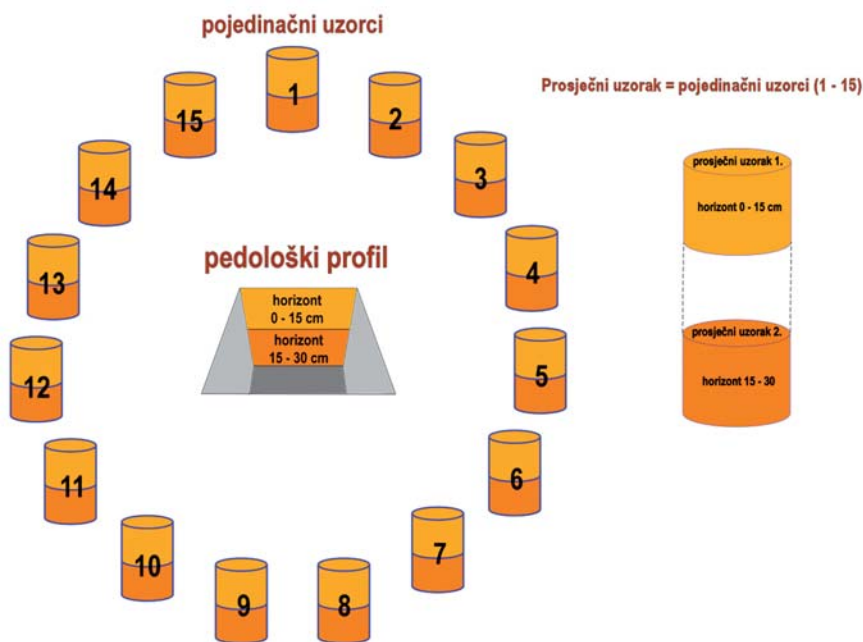 pojedinačni uzorci
1
2
3
4
5
6
7
8
9
10
11
12
13
14
15
pedološki profil
horizont
0 - 15 cm
horizont
15 - 30 cm
Prosječni uzorak = pojedinačni uzorci (1 - 15)
prosječni uzorak 1.
horizont 0 - 15 cm
prosječni uzorak 2.
horizont 15 - 30